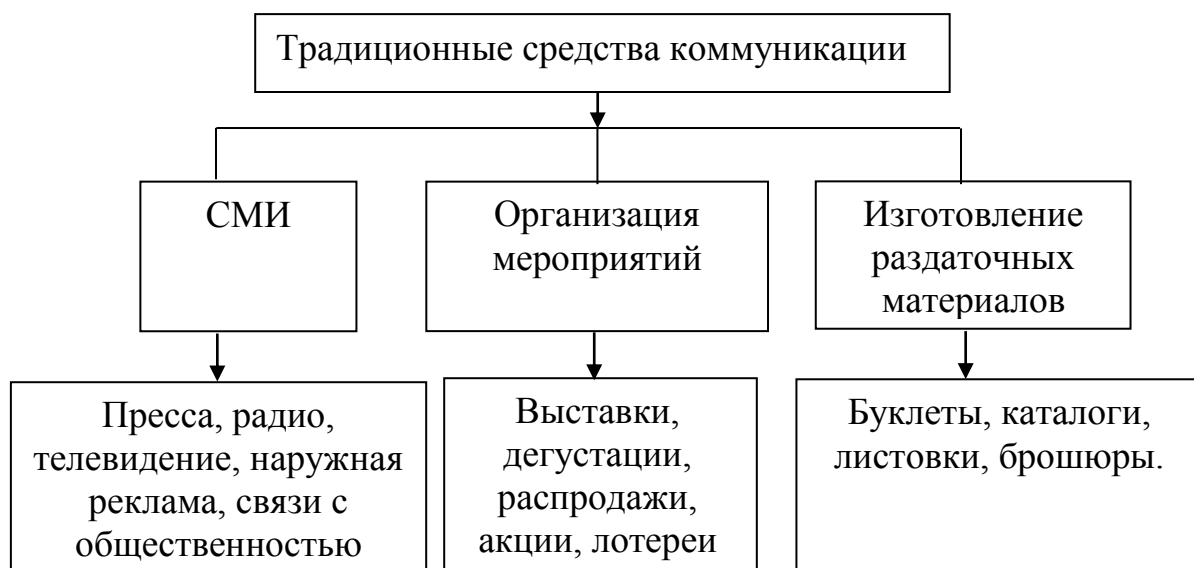 Традиционные средства коммуникации
СМИ
Организация
мероприятий
Изготовление
раздаточных
материалов
Пресса, радио,
телевидение, наружная
реклама, связи с
общественностью
Выставки,
дегустации,
распродажи,
акции, лотереи
Буклеты, каталоги,
листовки, брошюры.